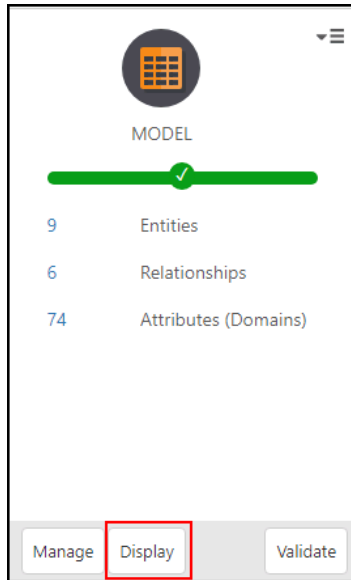 MODEL
9 Entities
6 Relationships
74 Attributes (Domains)
Manage Display Validate